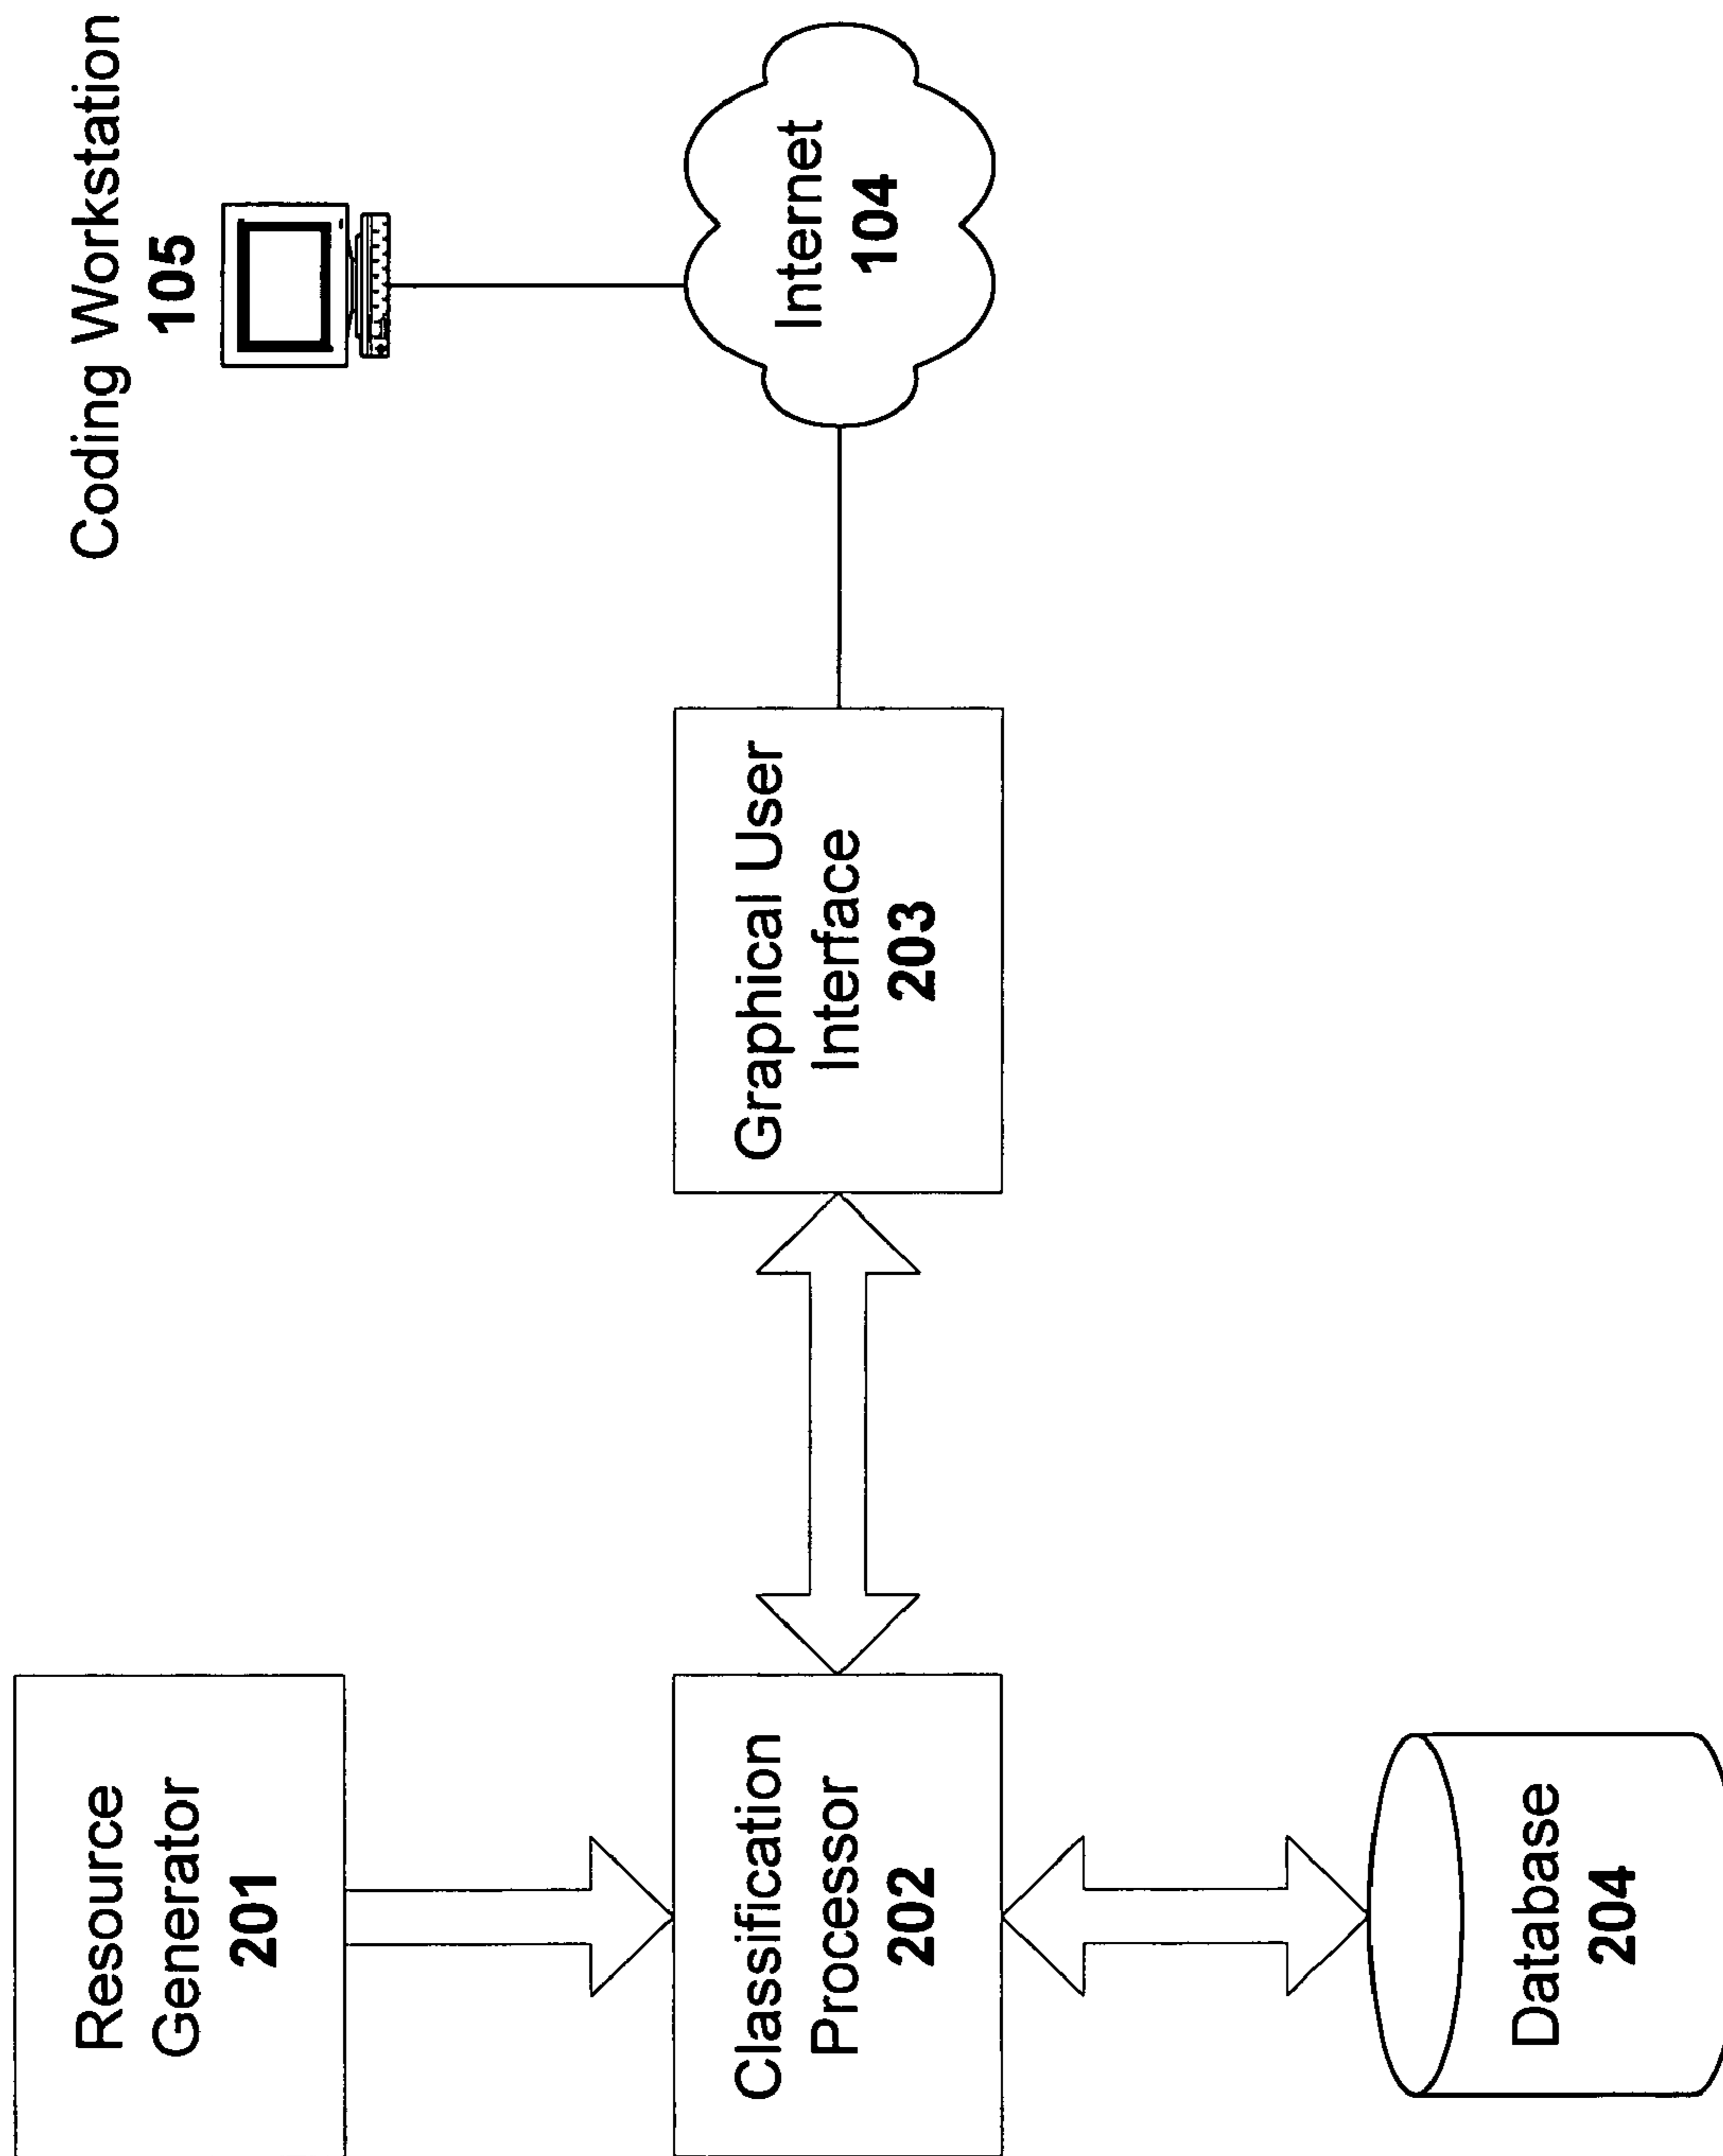 Resource
Generator
201
Coding Workstation
105
Classification
Processor
202
Graphical User
Interface
203
Internet
104
Database
204